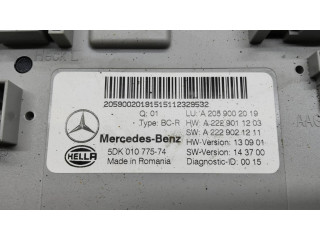 20590020191515112329532
Q: 01 LU: A 205 900 20 19
Type: BC-R HW: A 222 901 12 03
Mercedes-Benz SW: A 222 902 12 11
HW-Version: 13 09 01
HELLA 5DK 010 775-74 SW-Version: 14 37 00
Made in Romania Diagnostic-ID: 00 15